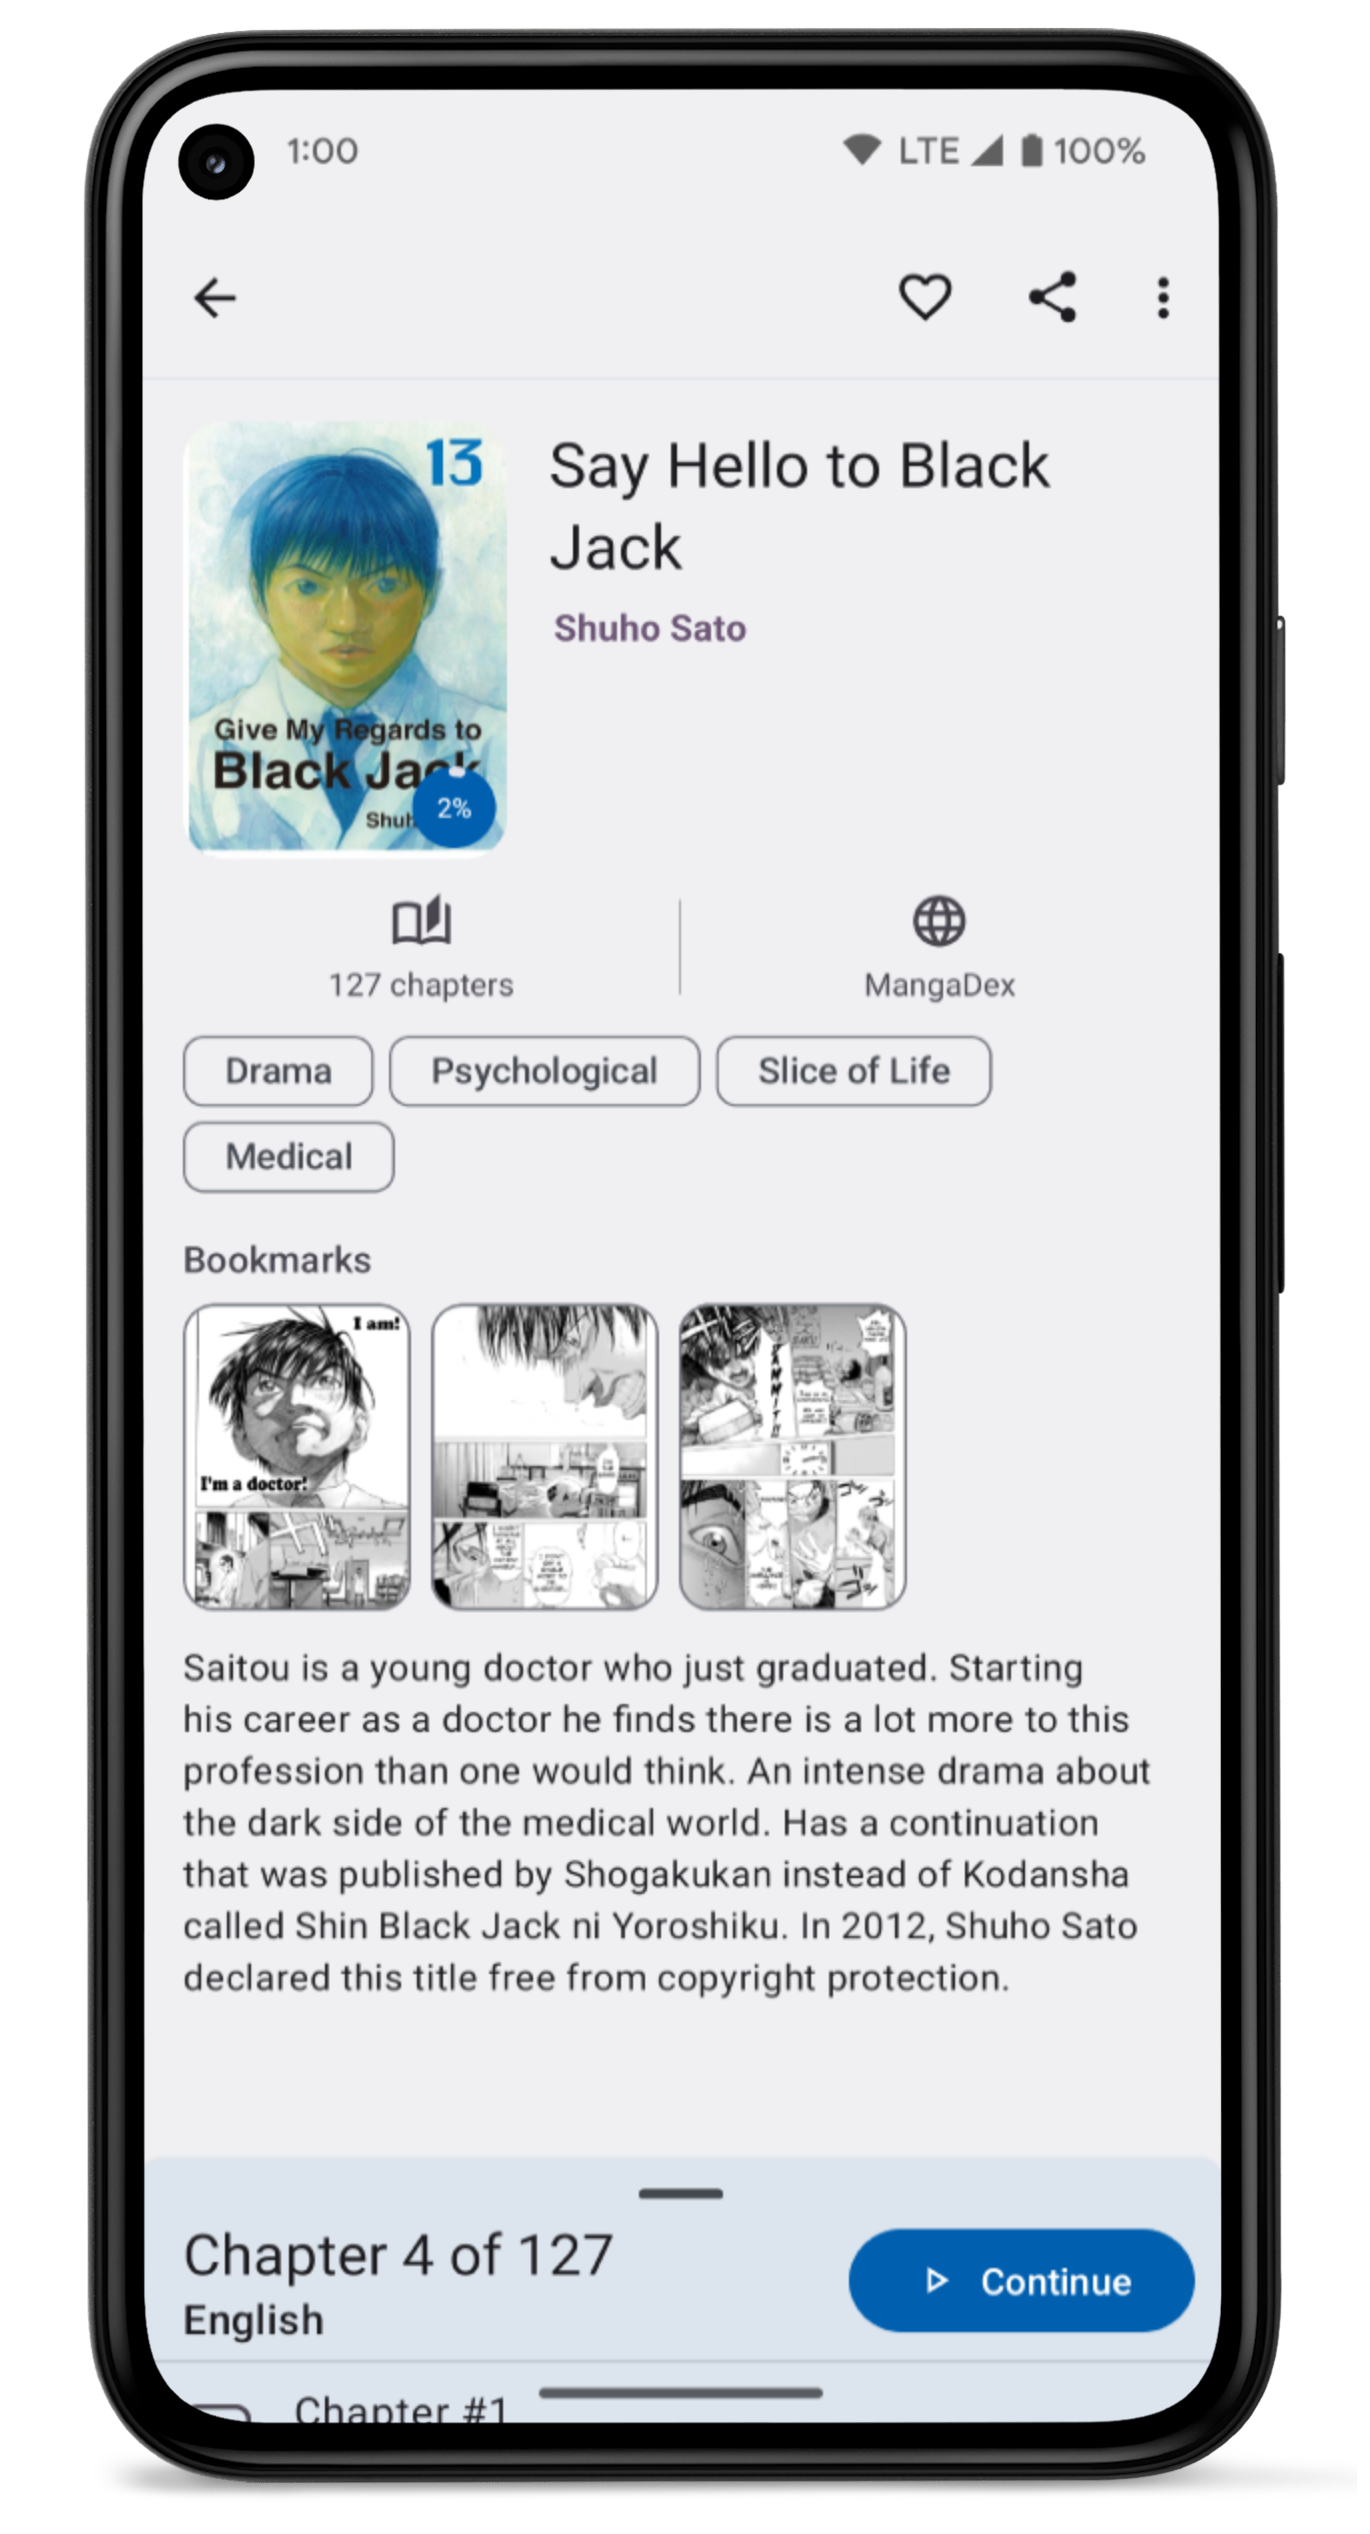 1:00
LTE 100%
13
Give My Regards to
Black Jack
Shuh
2%
Say Hello to Black
Jack
Shuho Sato
127 chapters
MangaDex
Drama
Psychological
Slice of Life
Medical
Bookmarks
I am!
I'm a doctor!
DAMMIT!!
Saitou is a young doctor who just graduated. Starting
his career as a doctor he finds there is a lot more to this
profession than one would think. An intense drama about
the dark side of the medical world. Has a continuation
that was published by Shogakukan instead of Kodansha
called Shin Black Jack ni Yoroshiku. In 2012, Shuho Sato
declared this title free from copyright protection.
Chapter 4 of 127
English
Continue
Chapter #1